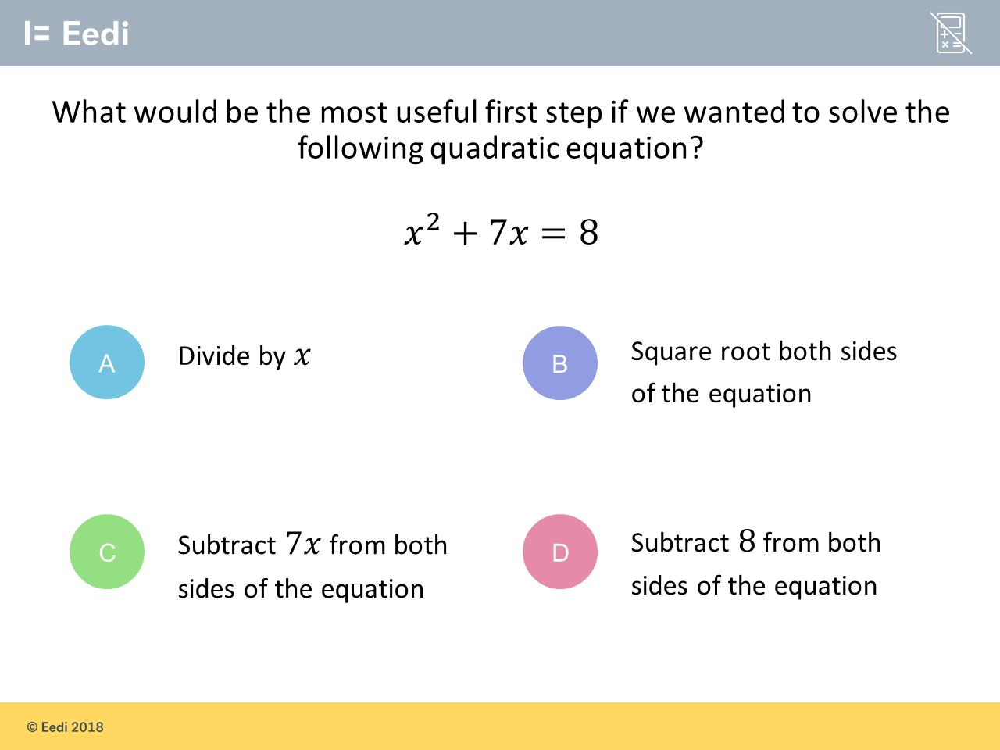 Eedi
What would be the most useful first step if we wanted to solve the
following quadratic equation?
x² + 7x = 8
A
Divide by x
B
Square root both sides
of the equation
C
Subtract 7x from both
sides of the equation
D
Subtract 8 from both
sides of the equation
© Eedi 2018